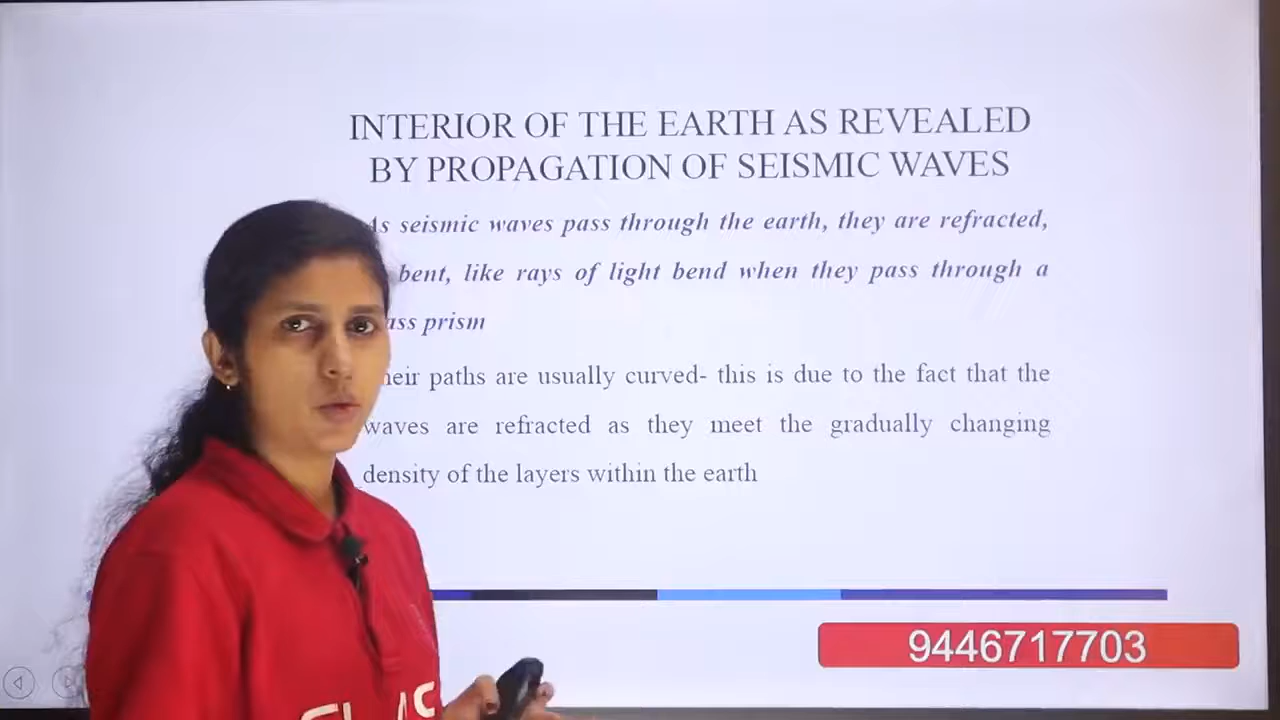 INTERIOR OF THE EARTH AS REVEALED
BY PROPAGATION OF SEISMIC WAVES
As seismic waves pass through the earth, they are refracted,
bent, like rays of light bend when they pass through a
ass prism
heir paths are usually curved- this is due to the fact that the
waves are refracted as they meet the gradually changing
density of the layers within the earth
9446717703